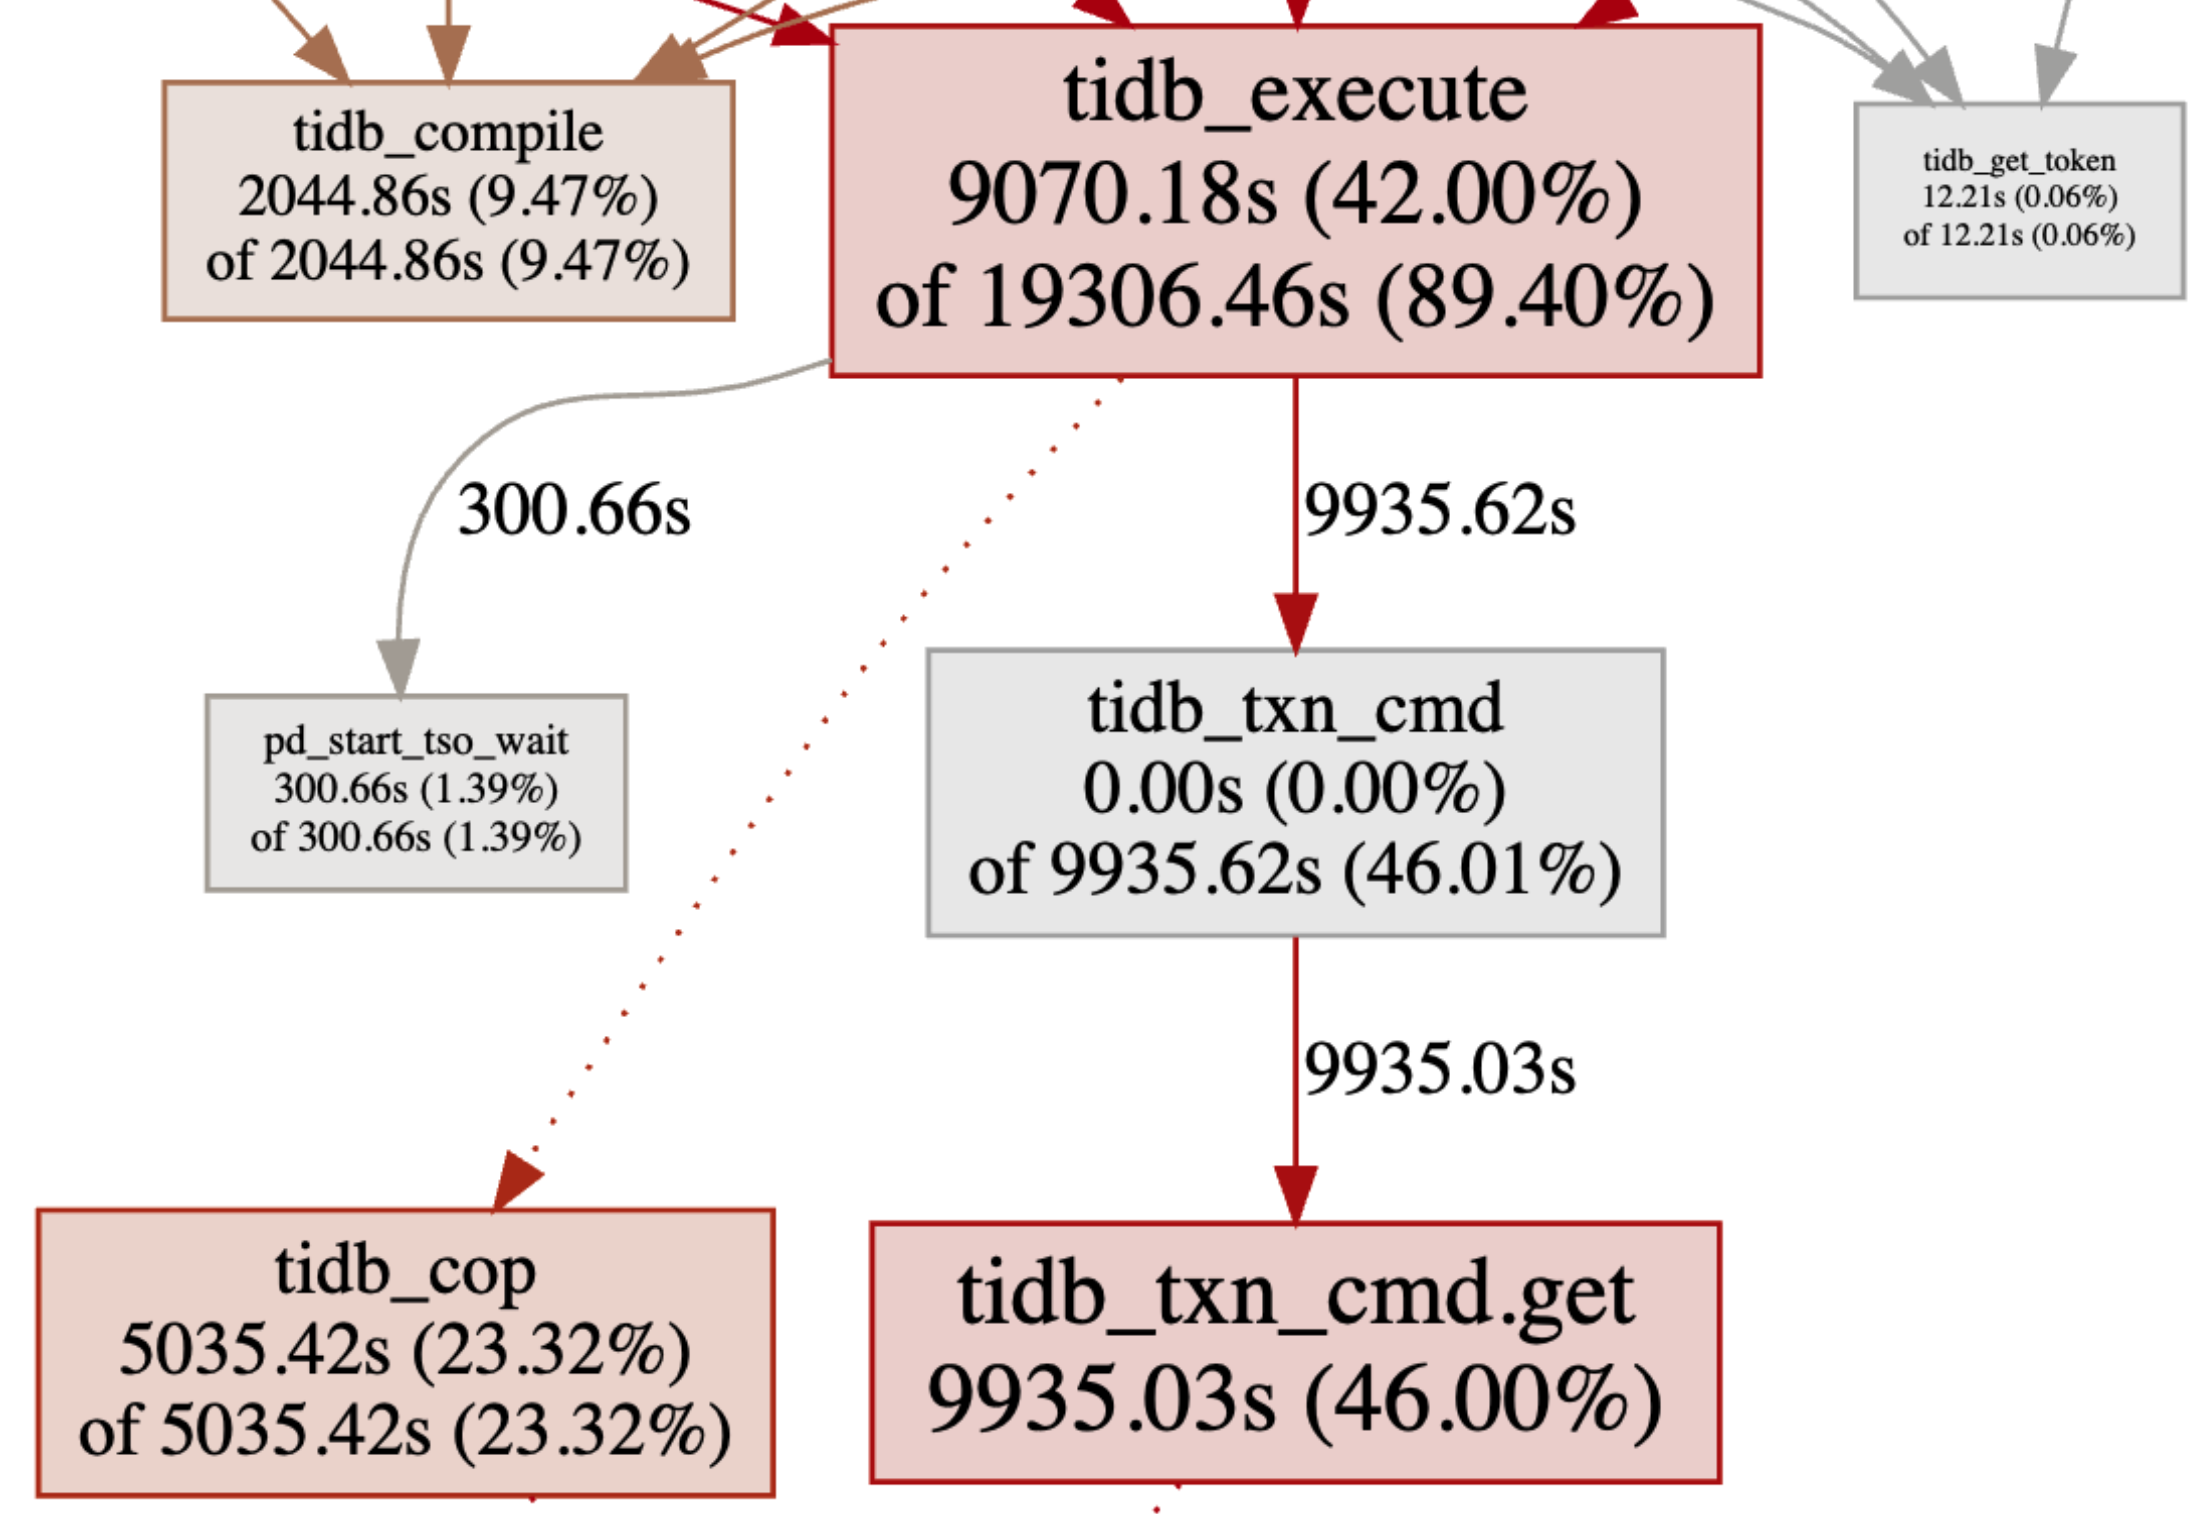 tidb_compile
2044.86s (9.47%)
of 2044.86s (9.47%)
tidb_execute
9070.18s (42.00%)
of 19306.46s (89.40%)
tidb_get_token
12.21s (0.06%)
of 12.21s (0.06%)
300.66s
9935.62s
pd_start_tso_wait
300.66s (1.39%)
of 300.66s (1.39%)
tidb_txn_cmd
0.00s (0.00%)
of 9935.62s (46.01%)
9935.03s
tidb_cop
5035.42s (23.32%)
of 5035.42s (23.32%)
tidb_txn_cmd.get
9935.03s (46.00%)